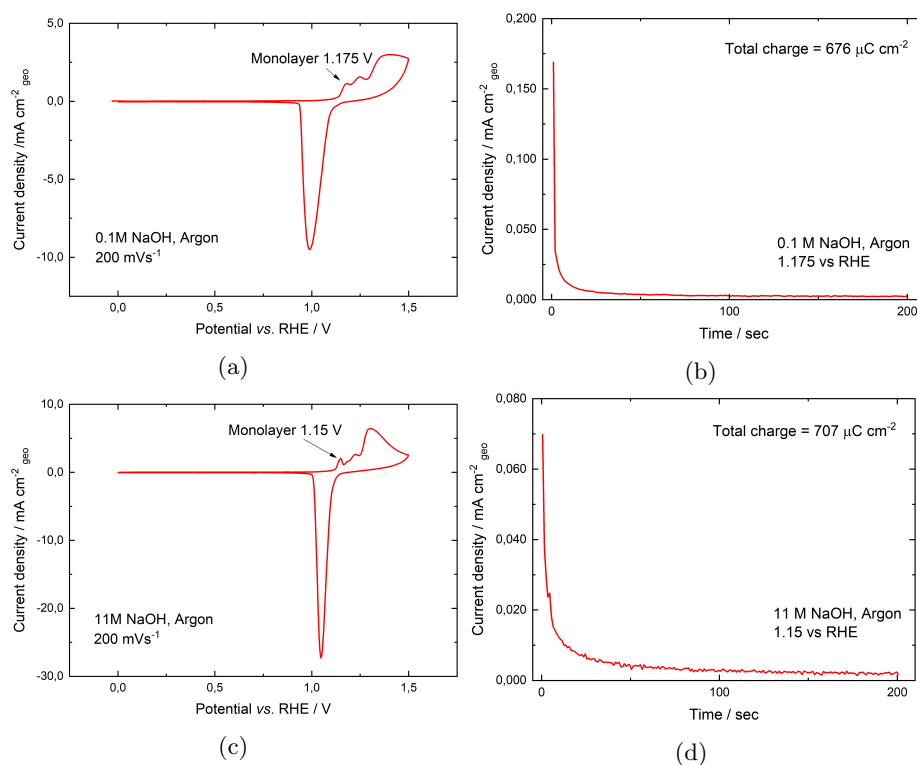 5,0
0,0
-5,0
-10,0
Current density /mA cm⁻² geo
Monolayer 1.175 V
0.1M NaOH, Argon
200 mVs⁻¹
0,0
0,5
1,0
1,5
Potential vs. RHE / V
(a)
0,200
0,150
0,100
0,050
0,000
Current density / mA cm⁻² geo
Total charge = 676 μC cm⁻²
0.1 M NaOH, Argon
1.175 vs RHE
0
100
200
Time / sec
(b)
10,0
0,0
-10,0
-20,0
-30,0
Current density / mA cm⁻² geo
Monolayer 1.15 V
11M NaOH, Argon
200 mVs⁻¹
0,0
0,5
1,0
1,5
Potential vs. RHE / V
(c)
0,080
0,060
0,040
0,020
0,000
Current density / mA cm⁻² geo
Total charge = 707 μC cm⁻²
11 M NaOH, Argon
1.15 vs RHE
0
100
200
Time / sec
(d)